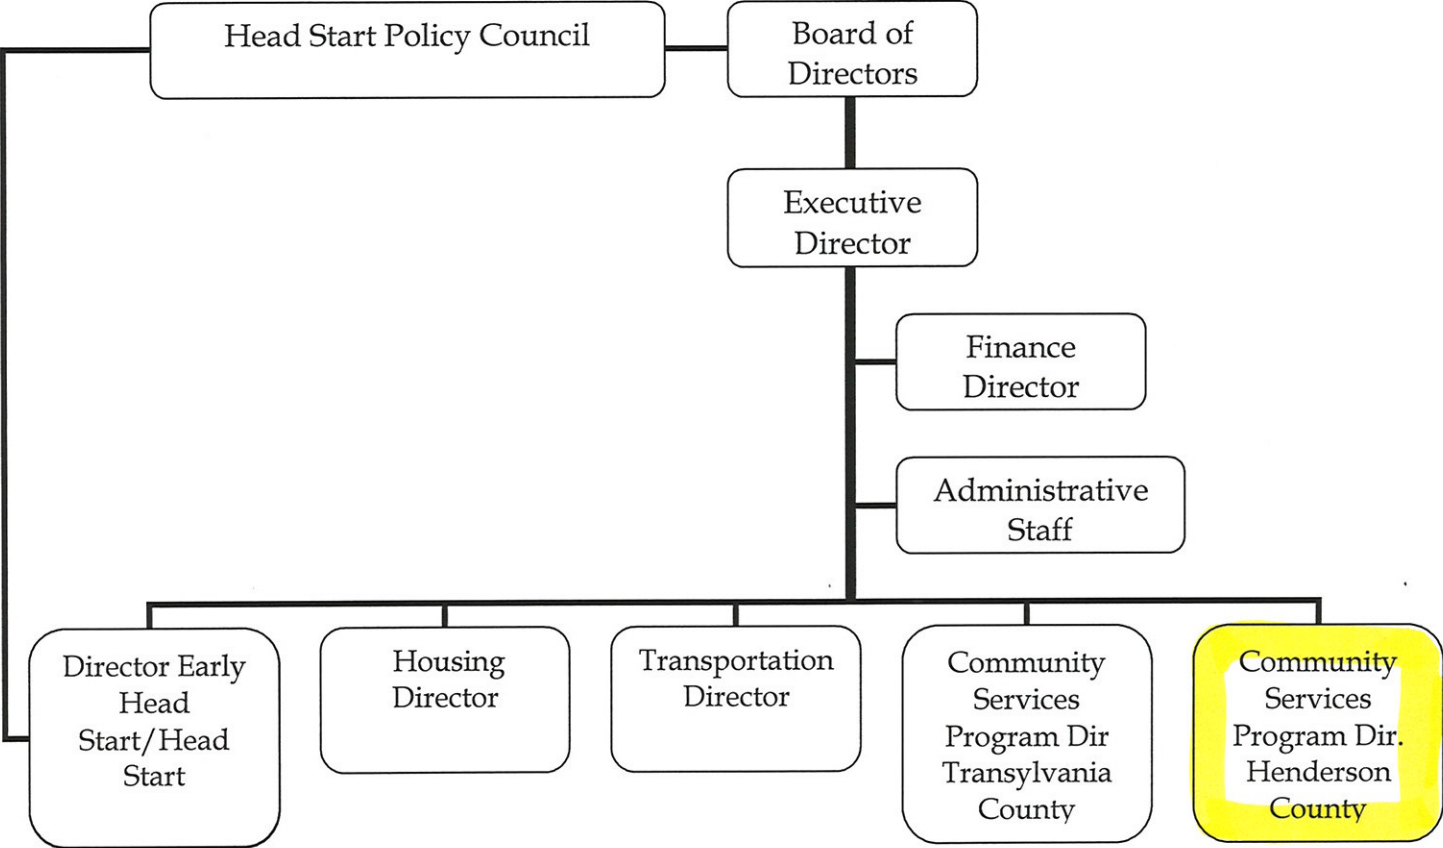 Head Start Policy Council
Board of
Directors
Executive
Director
Finance
Director
Administrative
Staff
Director Early
Head
Start/Head
Start
Housing
Director
Transportation
Director
Community
Services
Program Dir
Transylvania
County
Community
Services
Program Dir.
Henderson
County